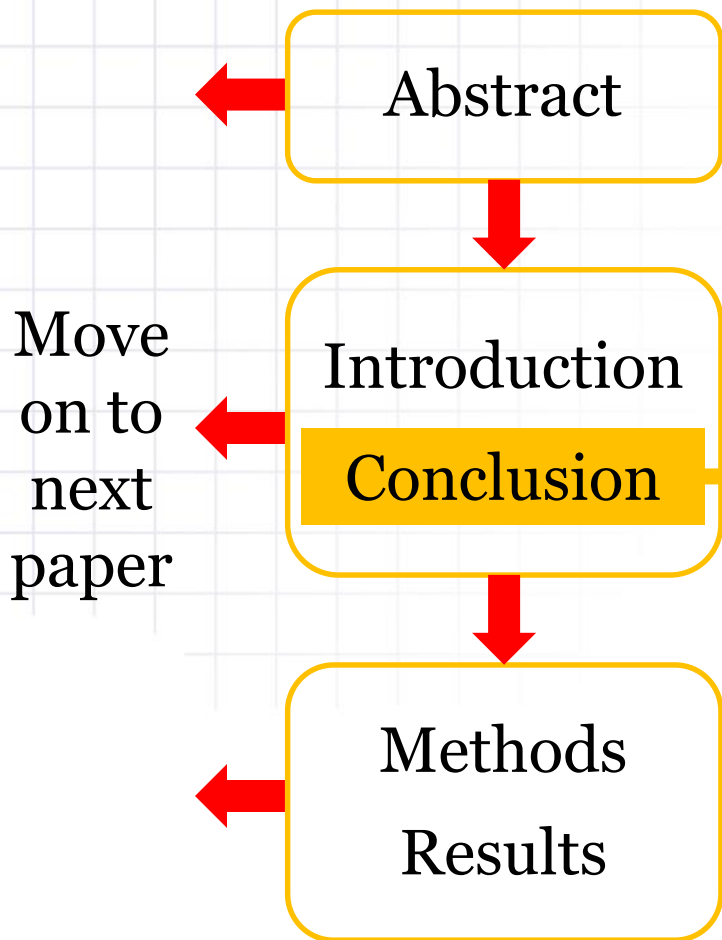 Abstract
Move
on to
next
paper
Introduction
Conclusion
Methods
Results